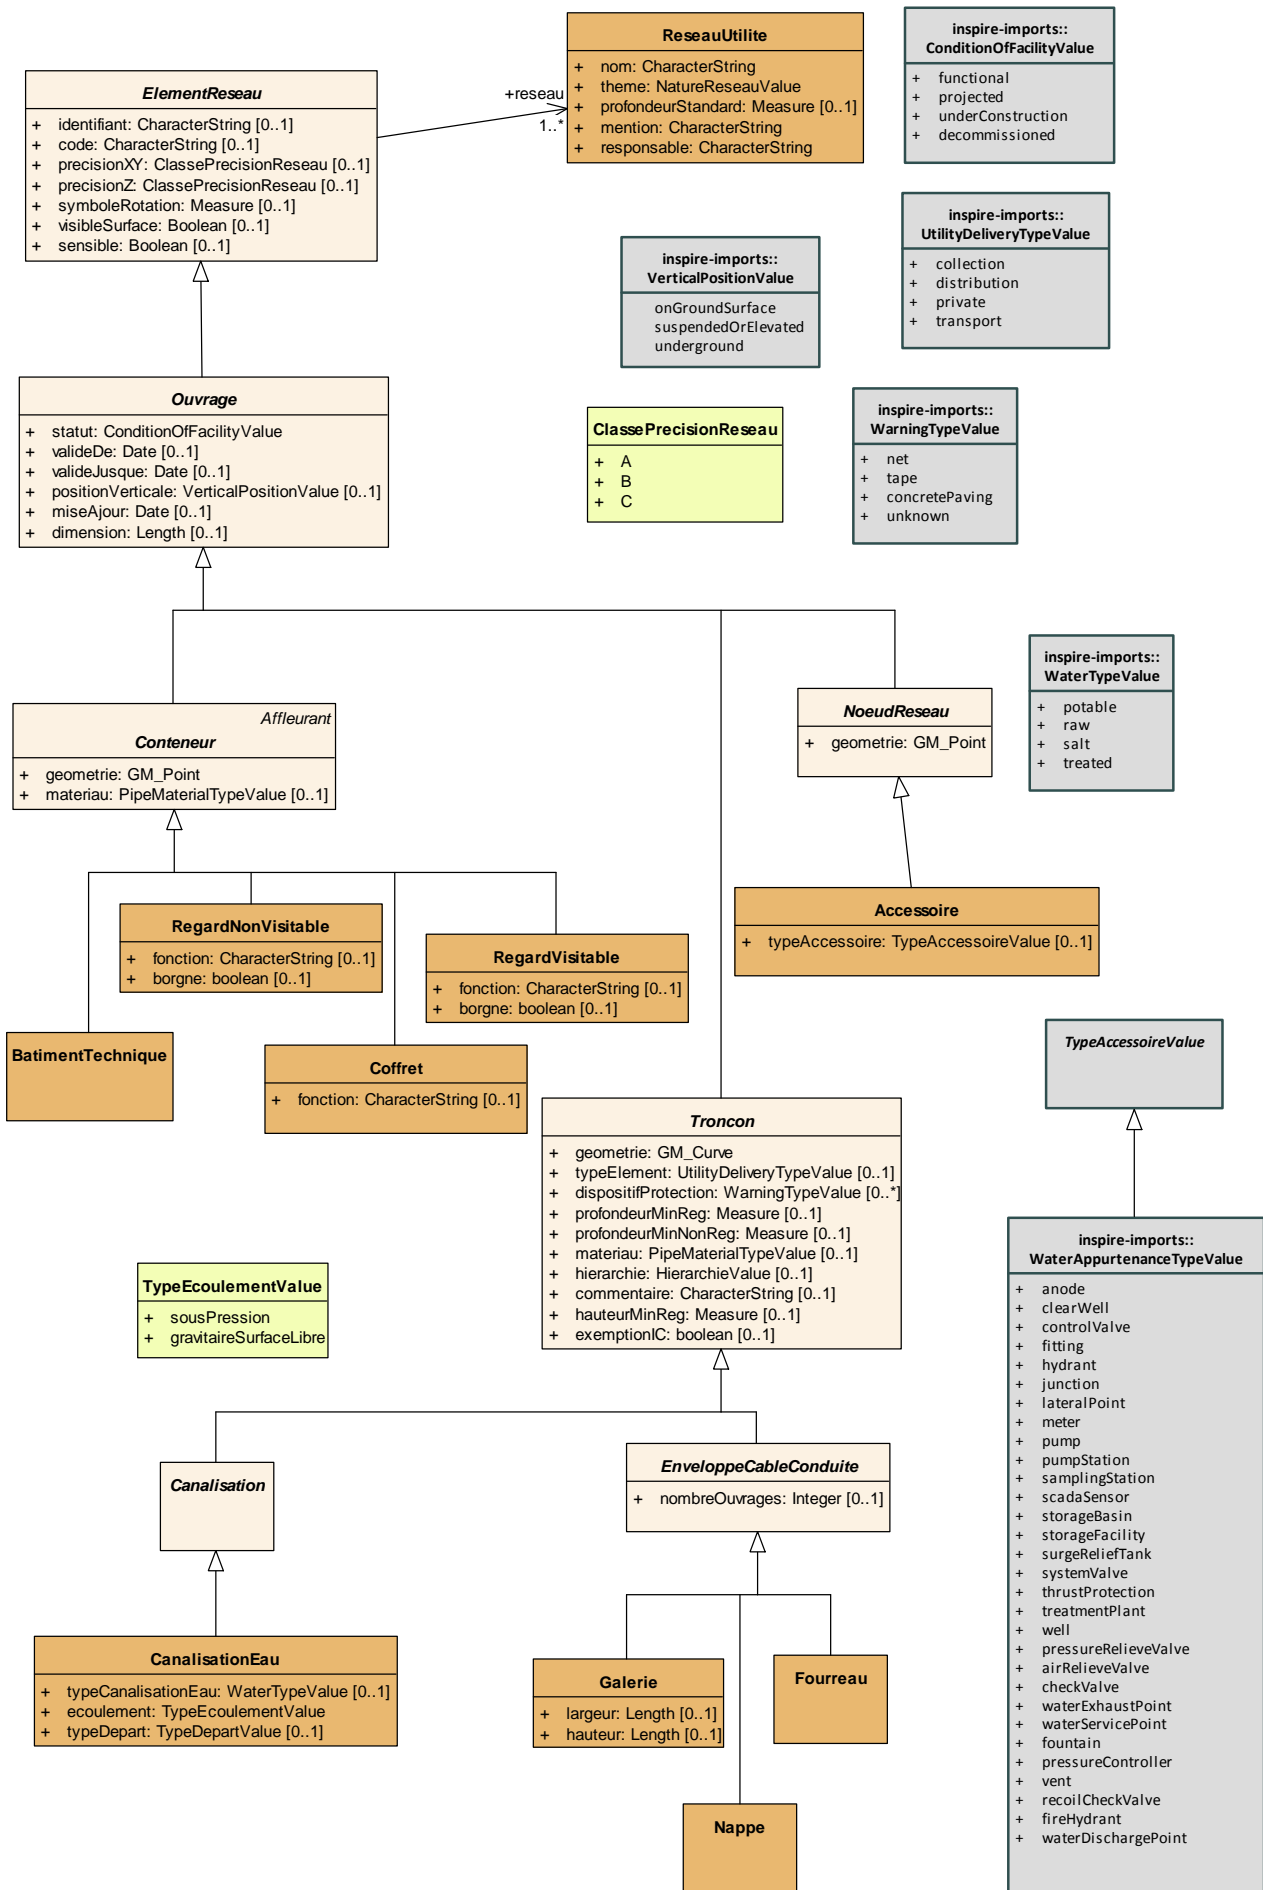 ReseauUtilite
+ nom: CharacterString
+ theme: NatureReseauValue
+ profondeurStandard: Measure [0..1]
+ mention: CharacterString
+ responsable: CharacterString
inspire-imports::
ConditionOfFacilityValue
+ functional
+ projected
+ underConstruction
+ decommissioned
ElementReseau
+ identifiant: CharacterString [0..1]
+ code: CharacterString [0..1]
+ precisionXY: ClassePrecisionReseau [0..1]
+ precisionZ: ClassePrecisionReseau [0..1]
+ symboleRotation: Measure [0..1]
+ visibleSurface: Boolean [0..1]
+ sensible: Boolean [0..1]
+reseau
1..*
inspire-imports::
UtilityDeliveryTypeValue
+ collection
+ distribution
+ private
+ transport
inspire-imports::
VerticalPositionValue
onGroundSurface
suspendedOrElevated
underground
Ouvrage
+ statut: ConditionOfFacilityValue
+ valideDe: Date [0..1]
+ valideJusque: Date [0..1]
+ positionVerticale: VerticalPositionValue [0..1]
+ miseAjour: Date [0..1]
+ dimension: Length [0..1]
ClassePrecisionReseau
+ A
+ B
+ C
inspire-imports::
WarningTypeValue
+ net
+ tape
+ concretePaving
+ unknown
inspire-imports::
WaterTypeValue
+ potable
+ raw
+ salt
+ treated
Affleurant
Conteneur
+ geometrie: GM_Point
+ materiau: PipeMaterialTypeValue [0..1]
NoeudReseau
+ geometrie: GM_Point
RegardNonVisitable
+ fonction: CharacterString [0..1]
+ borgne: boolean [0..1]
RegardVisitable
+ fonction: CharacterString [0..1]
+ borgne: boolean [0..1]
Accessoire
+ typeAccessoire: TypeAccessoireValue [0..1]
BatimentTechnique
Coffret
+ fonction: CharacterString [0..1]
TypeAccessoireValue
Troncon
+ geometrie: GM_Curve
+ typeElement: UtilityDeliveryTypeValue [0..1]
+ dispositifProtection: WarningTypeValue [0..*]
+ profondeurMinReg: Measure [0..1]
+ profondeurMinNonReg: Measure [0..1]
+ materiau: PipeMaterialTypeValue [0..1]
+ hierarchie: HierarchieValue [0..1]
+ commentaire: CharacterString [0..1]
+ hauteurMinReg: Measure [0..1]
+ exemptionIC: boolean [0..1]
TypeEcoulementValue
+ sousPression
+ gravitaireSurfaceLibre
inspire-imports::
WaterAppurtenanceTypeValue
+ anode
+ clearWell
+ controlValve
+ fitting
+ hydrant
+ junction
+ lateralPoint
+ meter
+ pump
+ pumpStation
+ samplingStation
+ scadaSensor
+ storageBasin
+ storageFacility
+ surgeReliefTank
+ systemValve
+ thrustProtection
+ treatmentPlant
+ well
+ pressureRelieveValve
+ airRelieveValve
+ checkValve
+ waterExhaustPoint
+ waterServicePoint
+ fountain
+ pressureController
+ vent
+ recoilCheckValve
+ fireHydrant
+ waterDischargePoint
Canalisation
EnveloppeCableConduite
+ nombreOuvrages: Integer [0..1]
CanalisationEau
+ typeCanalisationEau: WaterTypeValue [0..1]
+ ecoulement: TypeEcoulementValue
+ typeDepart: TypeDepartValue [0..1]
Galerie
+ largeur: Length [0..1]
+ hauteur: Length [0..1]
Fourreau
Nappe